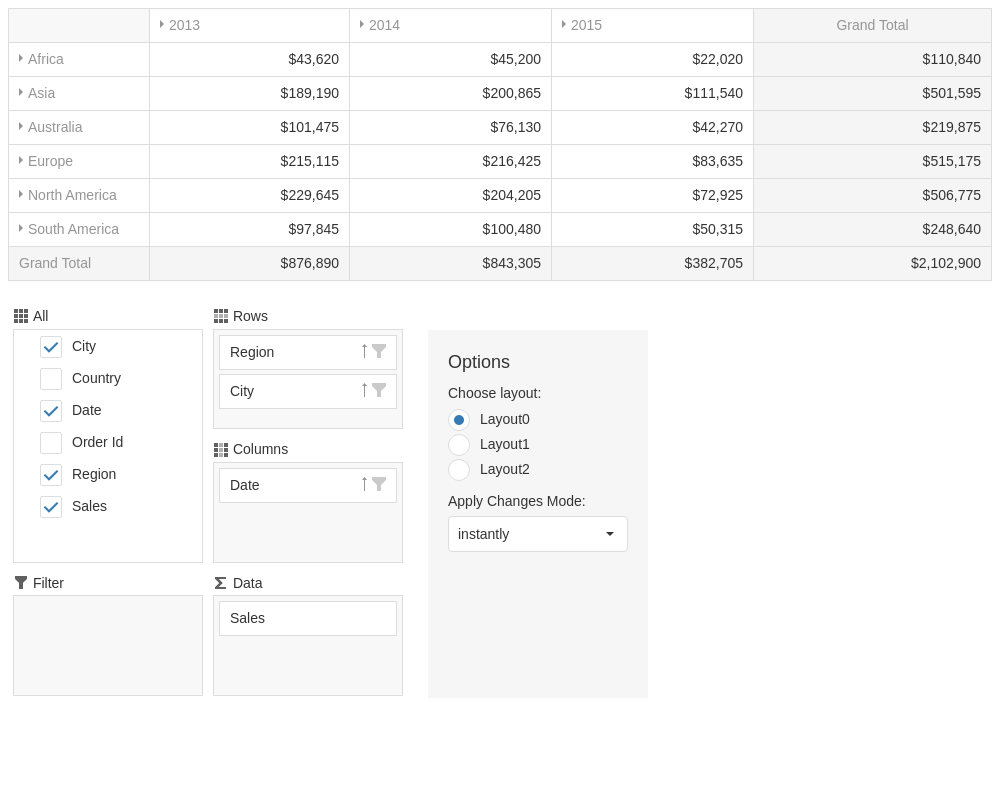 2013 2014 2015 Grand Total
Africa $43,620 $45,200 $22,020 $110,840
Asia $189,190 $200,865 $111,540 $501,595
Australia $101,475 $76,130 $42,270 $219,875
Europe $215,115 $216,425 $83,635 $515,175
North America $229,645 $204,205 $72,925 $506,775
South America $97,845 $100,480 $50,315 $248,640
Grand Total $876,890 $843,305 $382,705 $2,102,900
All
City
Country
Date
Order Id
Region
Sales
Filter
Rows
Region
City
Columns
Date
Data
Sales
Options
Choose layout:
Layout0
Layout1
Layout2
Apply Changes Mode:
instantly